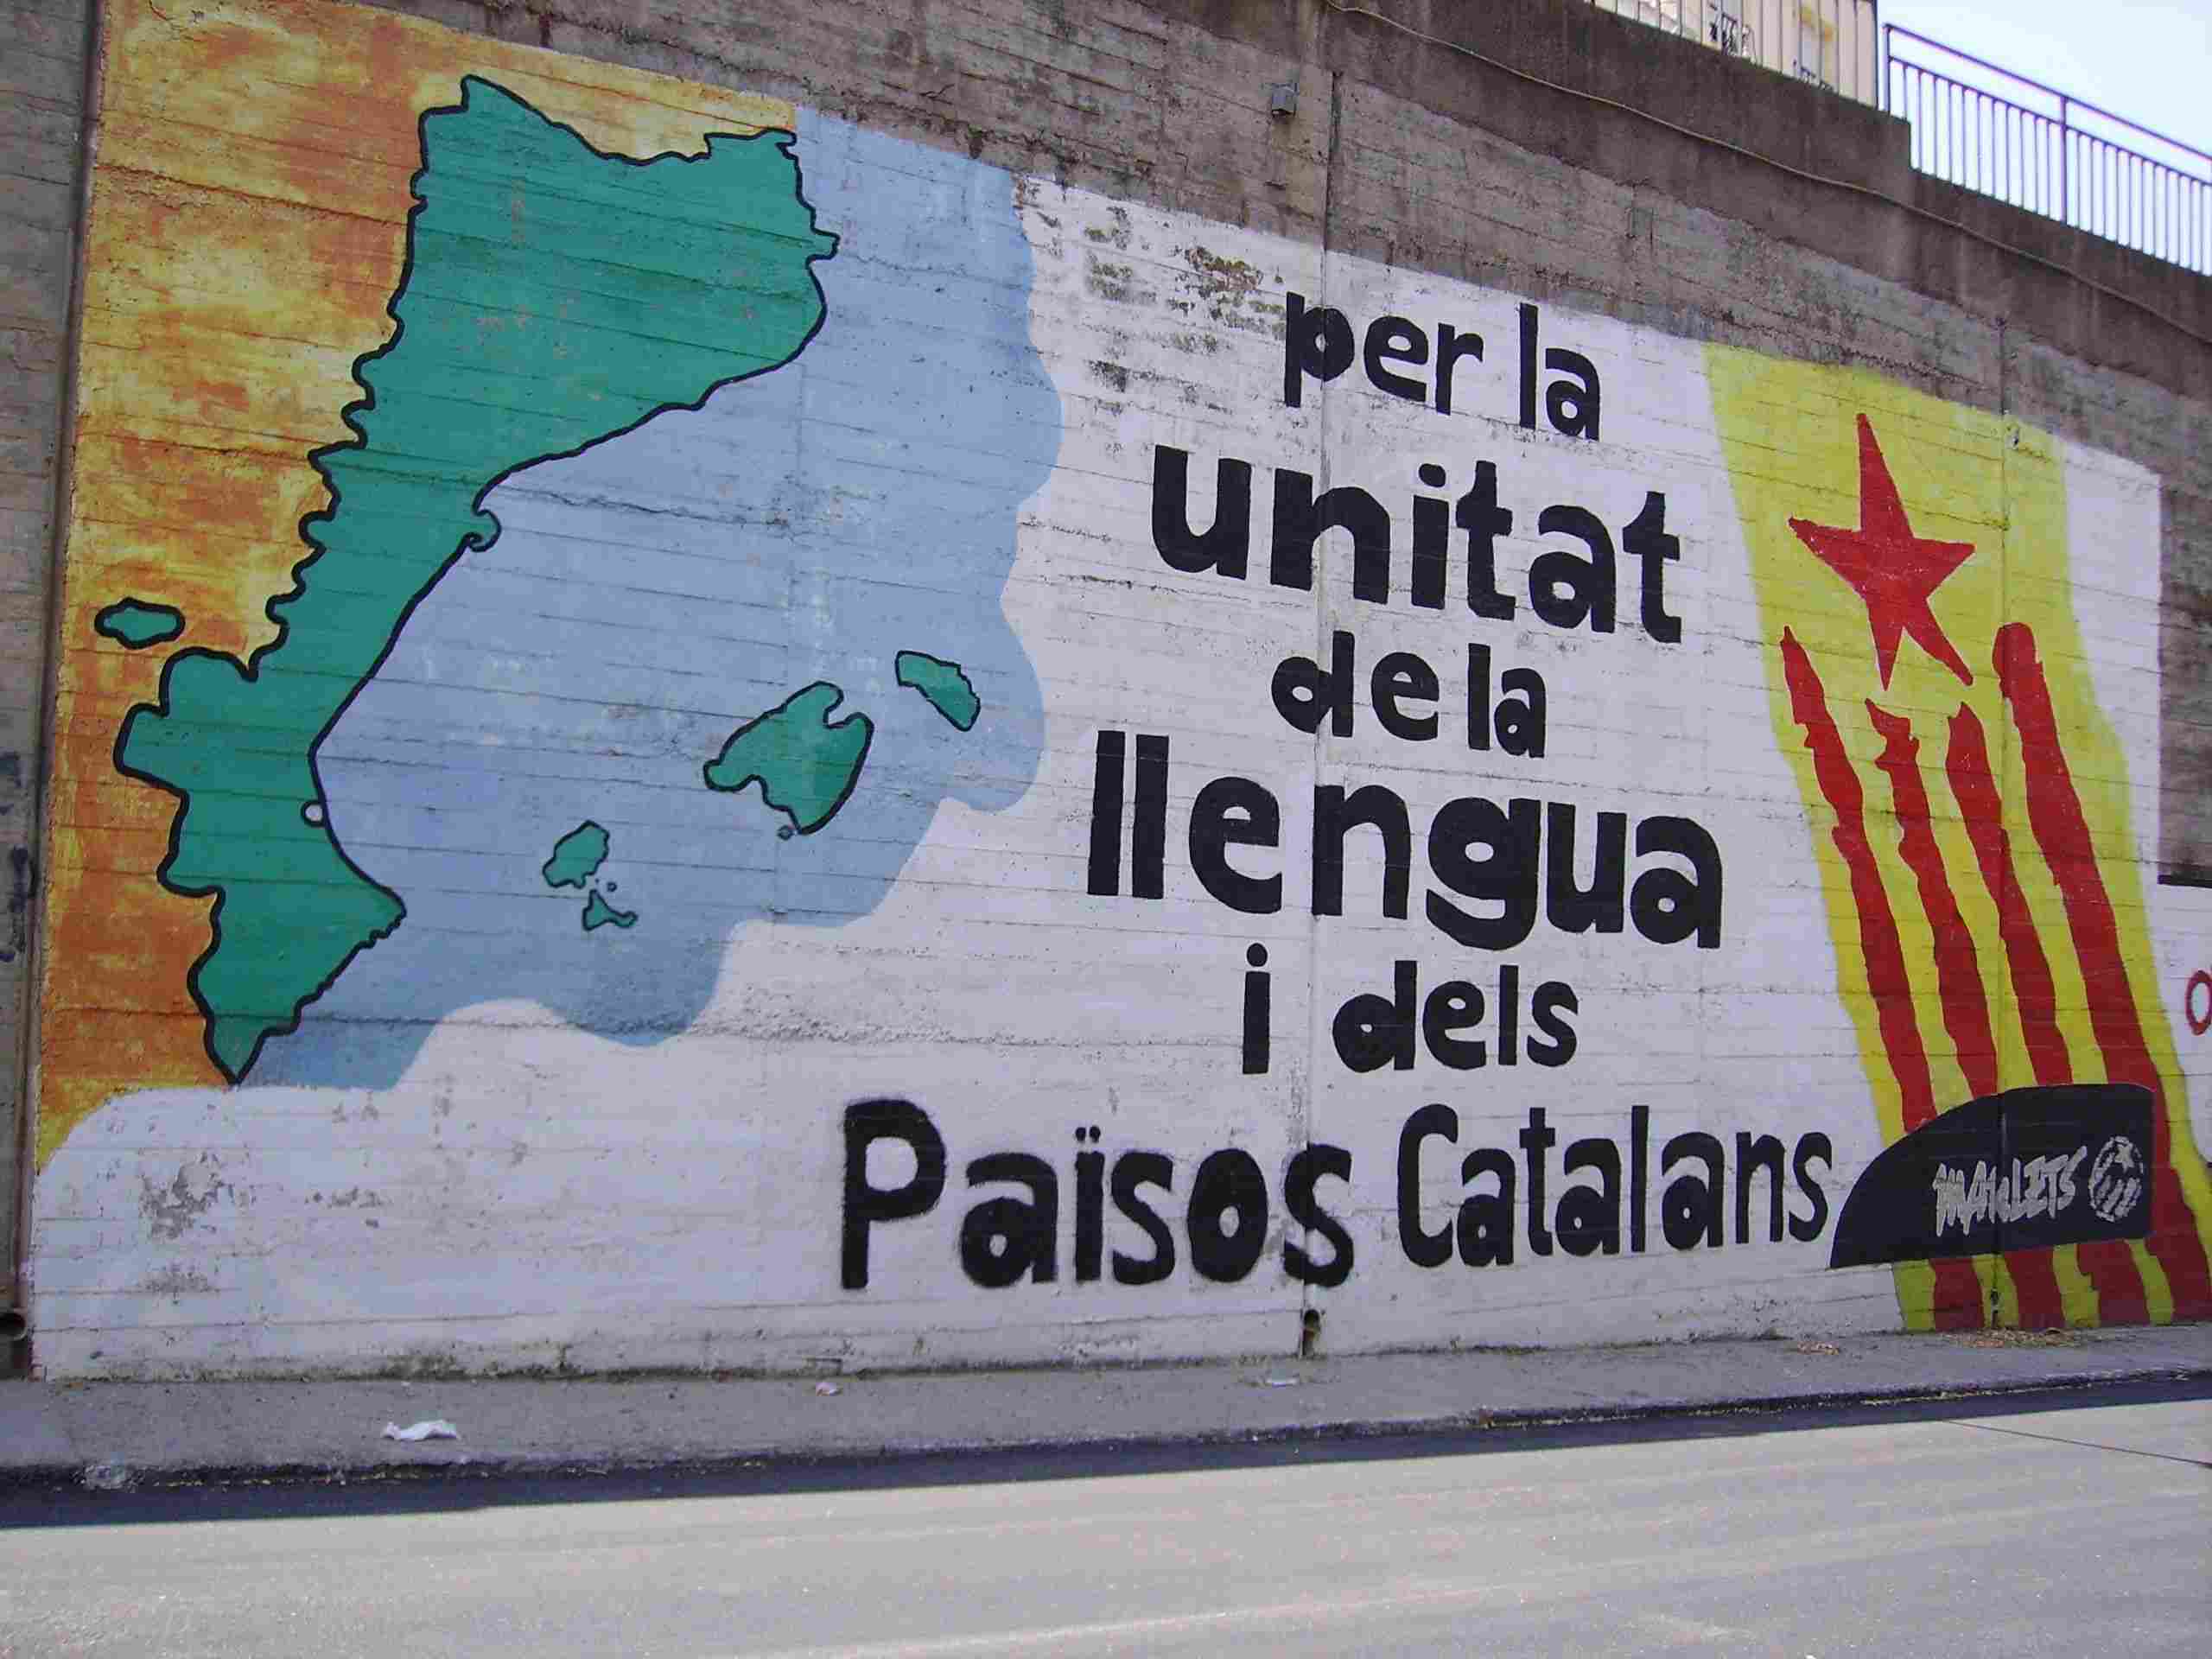 per la
unitat
de la
llengua
i dels
Països Catalans
MAULETS